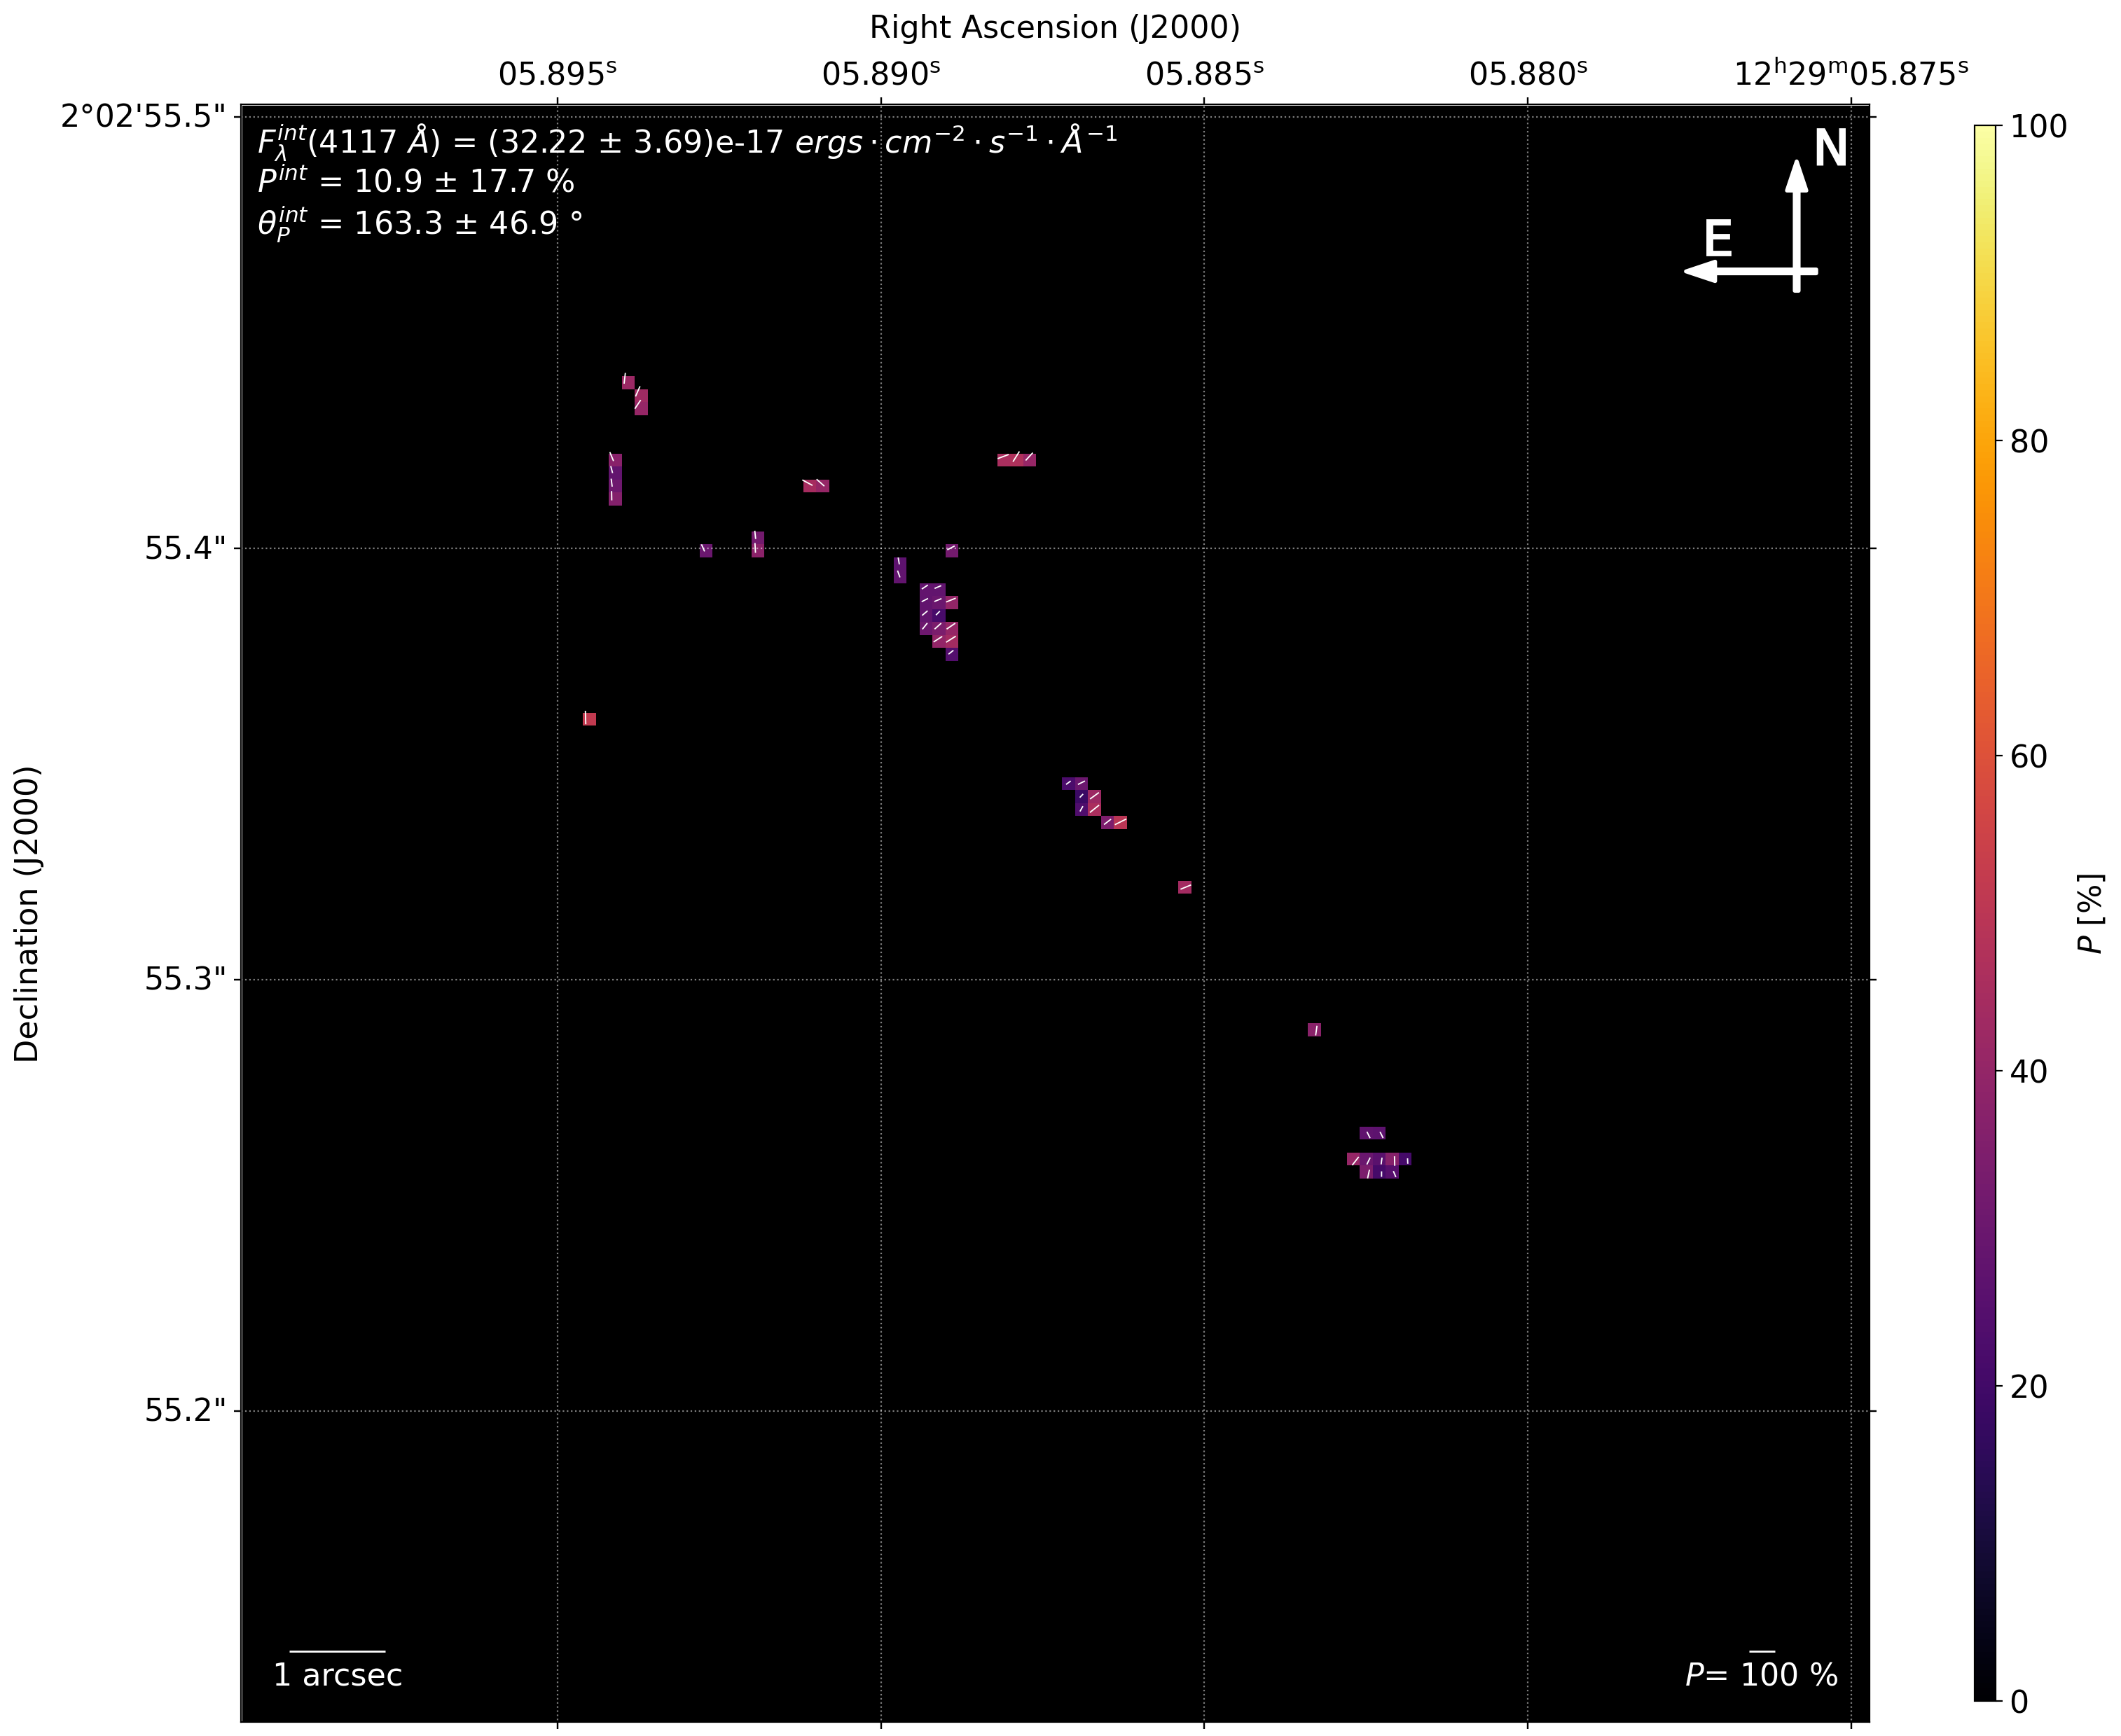 Right Ascension (J2000)
05.895ˢ 05.890ˢ 05.885ˢ 05.880ˢ 12ʰ29ᵐ05.875ˢ
2°02'55.5"
55.4"
55.3"
55.2"
Declination (J2000)
F_λ^int(4117 Å) = (32.22 ± 3.69)e-17 ergs · cm⁻² · s⁻¹ · Å⁻¹
P^int = 10.9 ± 17.7 %
θ_P^int = 163.3 ± 46.9 °
N
E
1 arcsec
P= 100 %
100
80
60
40
20
0
P [%]